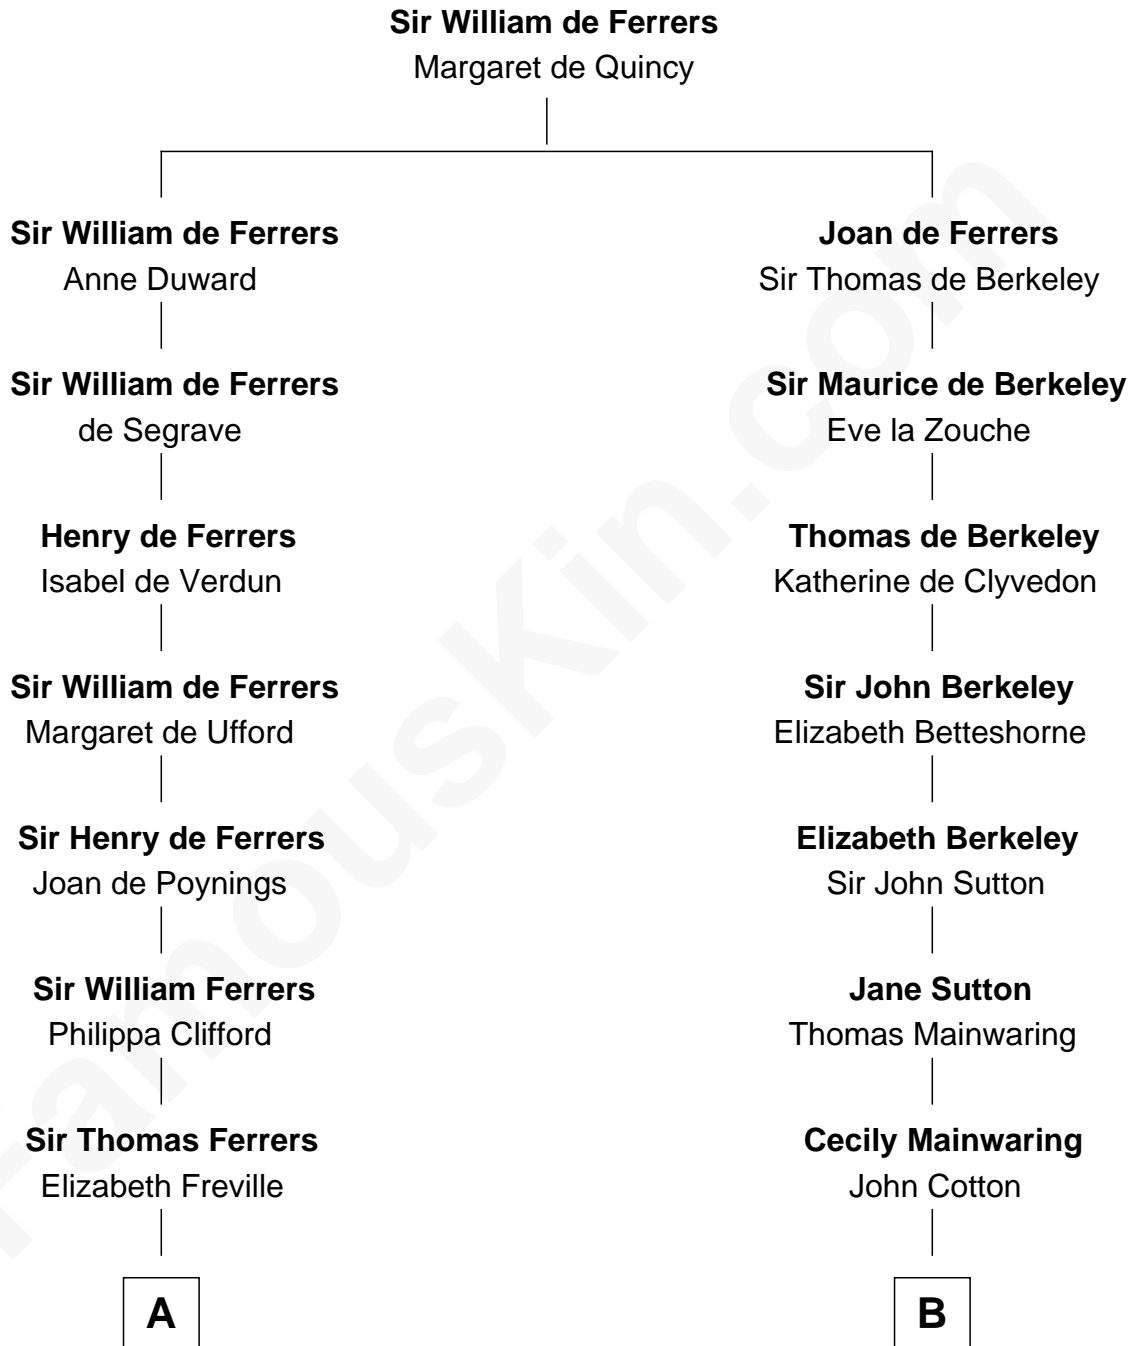 Sir William de Ferrers
Margaret de Quincy
Sir William de Ferrers
Anne Duward
Joan de Ferrers
Sir Thomas de Berkeley
Sir William de Ferrers
de Segrave
Sir Maurice de Berkeley
Eve la Zouche
Henry de Ferrers
Isabel de Verdun
Thomas de Berkeley
Katherine de Clyvedon
Sir William de Ferrers
Margaret de Ufford
Sir John Berkeley
Elizabeth Betteshorne
Sir Henry de Ferrers
Joan de Poynings
Elizabeth Berkeley
Sir John Sutton
Sir William Ferrers
Philippa Clifford
Jane Sutton
Thomas Mainwaring
Sir Thomas Ferrers
Elizabeth Freville
Cecily Mainwaring
John Cotton
A
B
FamousKin.com